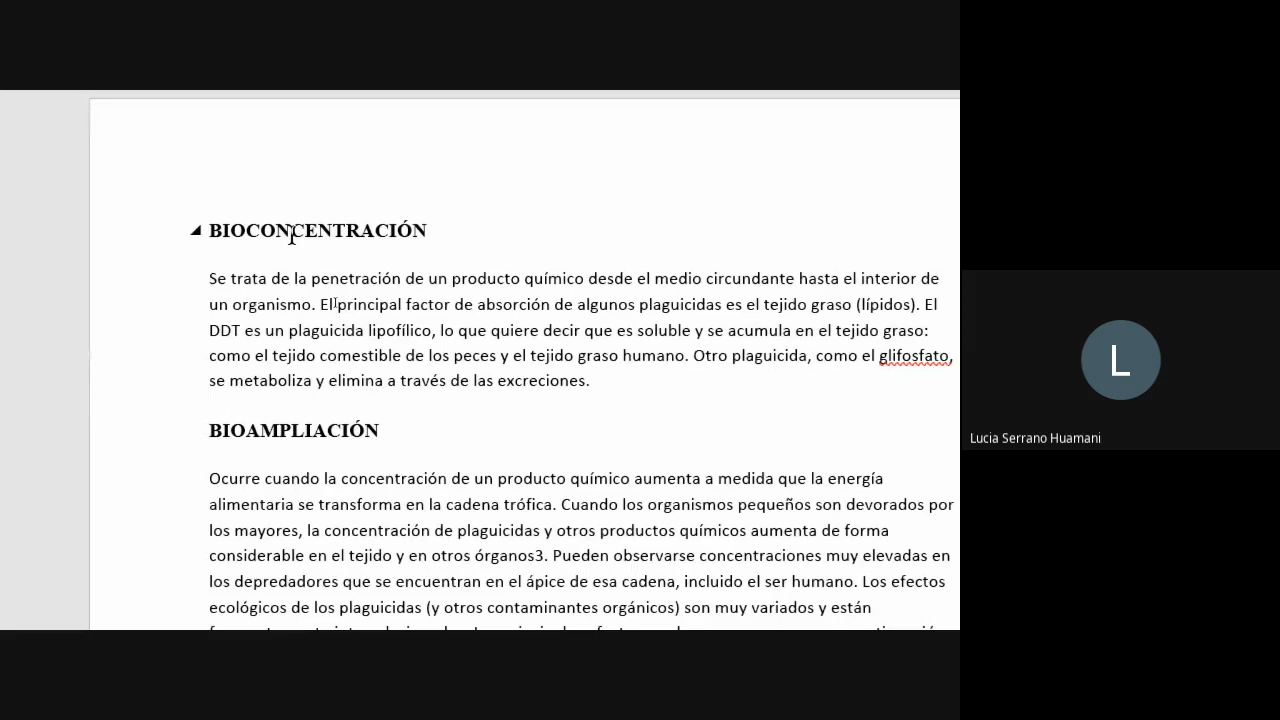 BIOCONCENTRACIÓN
Se trata de la penetración de un producto químico desde el medio circundante hasta el interior de
un organismo. El principal factor de absorción de algunos plaguicidas es el tejido graso (lípidos). El
DDT es un plaguicida lipofílico, lo que quiere decir que es soluble y se acumula en el tejido graso:
como el tejido comestible de los peces y el tejido graso humano. Otro plaguicida, como el glifosfato,
se metaboliza y elimina a través de las excreciones.
BIOAMPLIACIÓN
Ocurre cuando la concentración de un producto químico aumenta a medida que la energía
alimentaria se transforma en la cadena trófica. Cuando los organismos pequeños son devorados por
los mayores, la concentración de plaguicidas y otros productos químicos aumenta de forma
considerable en el tejido y en otros órganos3. Pueden observarse concentraciones muy elevadas en
los depredadores que se encuentran en el ápice de esa cadena, incluido el ser humano. Los efectos
ecológicos de los plaguicidas (y otros contaminantes orgánicos) son muy variados y están
L
Lucia Serrano Huamani